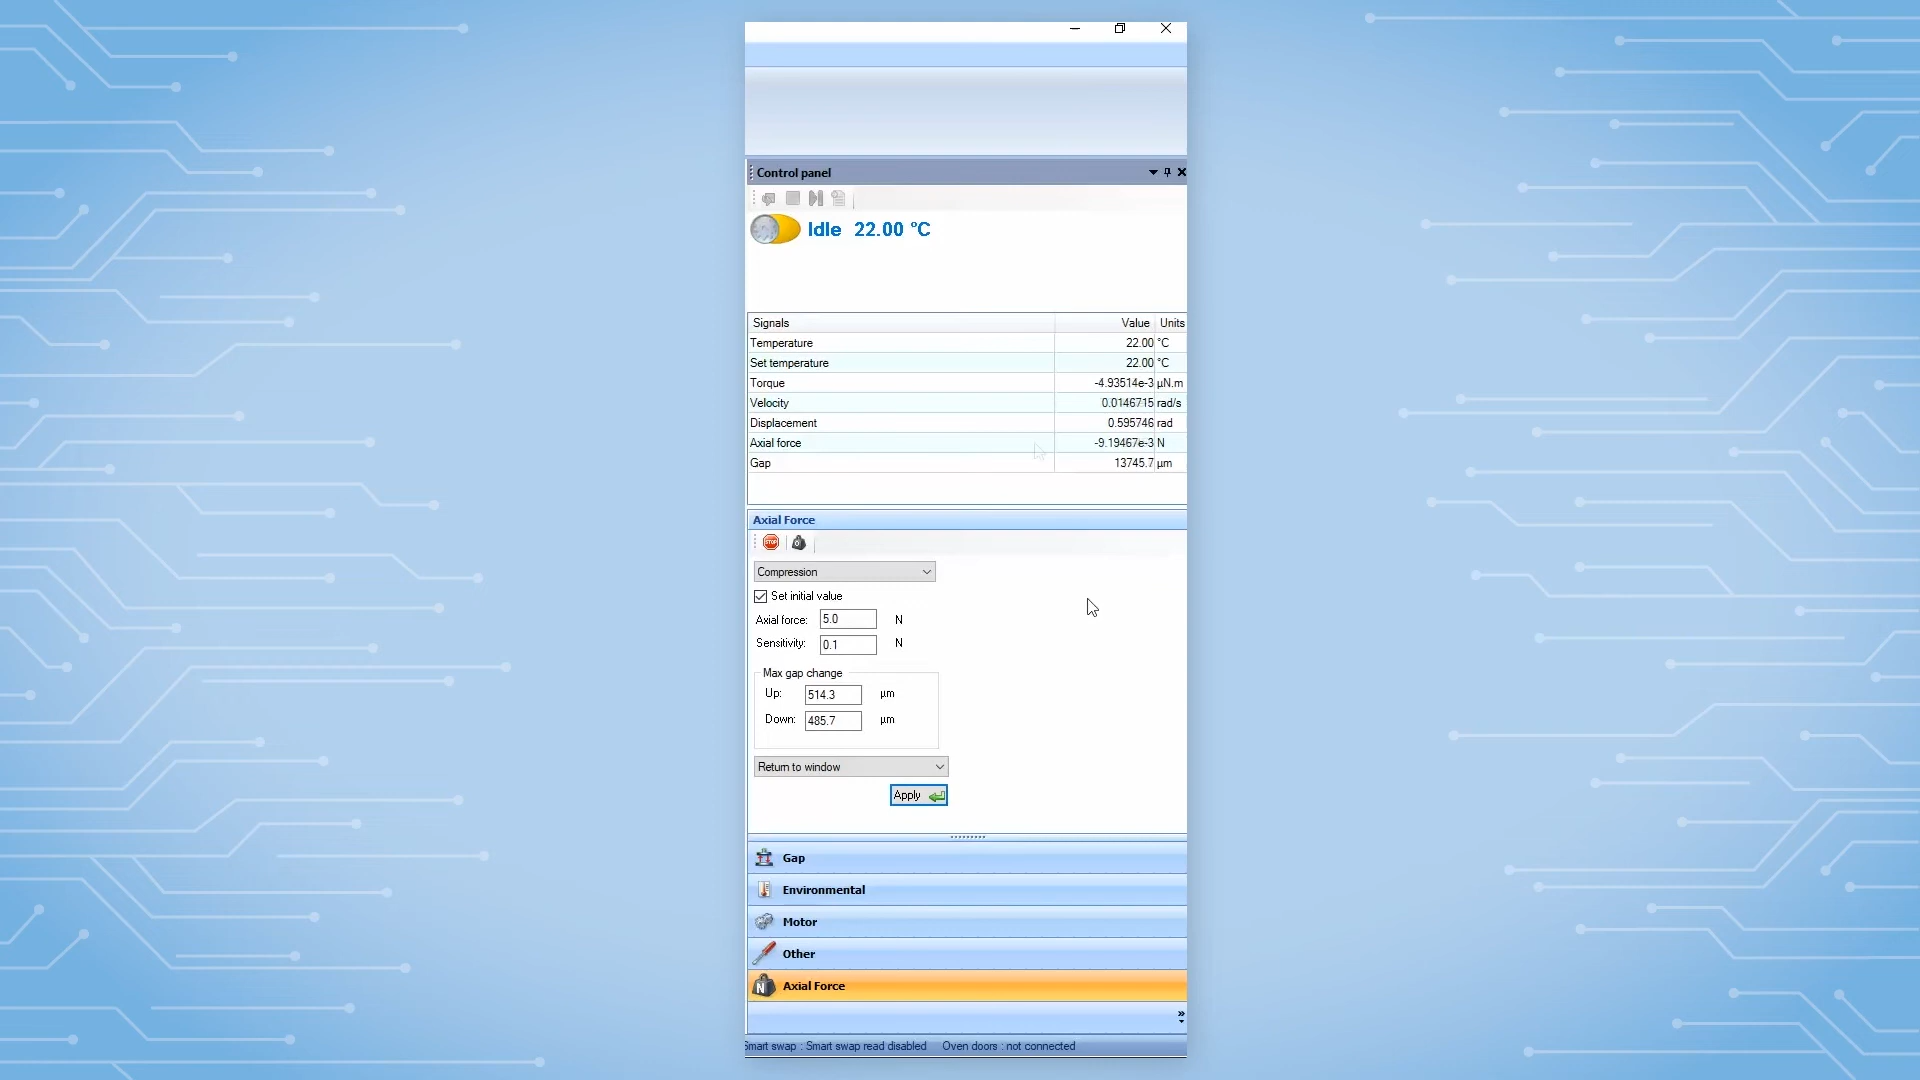 Control panel
Idle 22.00 °C
Signals Value Units
Temperature 22.00 °C
Set temperature 22.00 °C
Torque -4.93514e-3 µN.m
Velocity 0.0146715 rad/s
Displacement 0.595746 rad
Axial force -9.19467e-3 N
Gap 13745.7 µm
Axial Force
STOP 0
Compression
Set initial value
Axial force: 5.0 N
Sensitivity: 0.1 N
Max gap change
Up: 514.3 µm
Down: 485.7 µm
Return to window
Apply
Gap
Environmental
Motor
Other
N Axial Force
Smart swap : Smart swap read disabled Oven doors : not connected